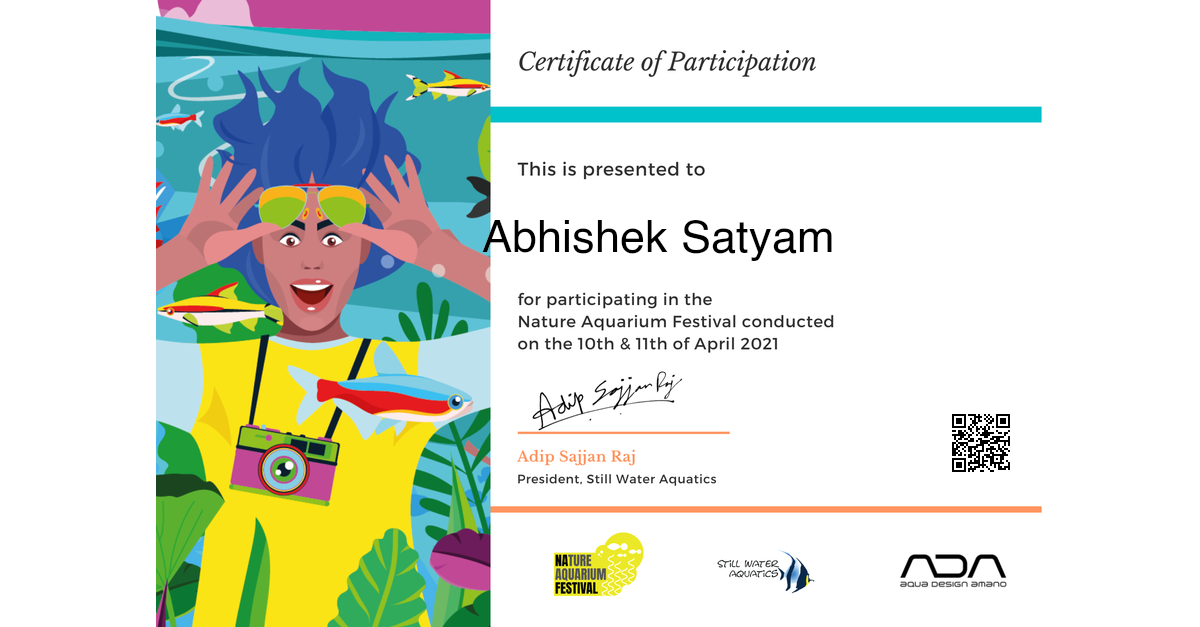 Certificate of Participation
This is presented to
Abhishek Satyam
for participating in the
Nature Aquarium Festival conducted
on the 10th & 11th of April 2021
Adip Sajjan Raj
Adip Sajjan Raj
President, Still Water Aquatics
NATURE
AQUARIUM
FESTIVAL
STILL WATER
AQUATICS
ADA
aqua design amano